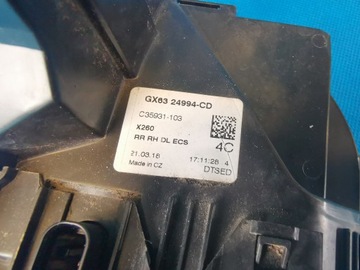 GX63 24994-CD
C35931-103
X260
RR RH DL ECS
4C
21.03.16 17:11:28 4
Made in CZ DTSED